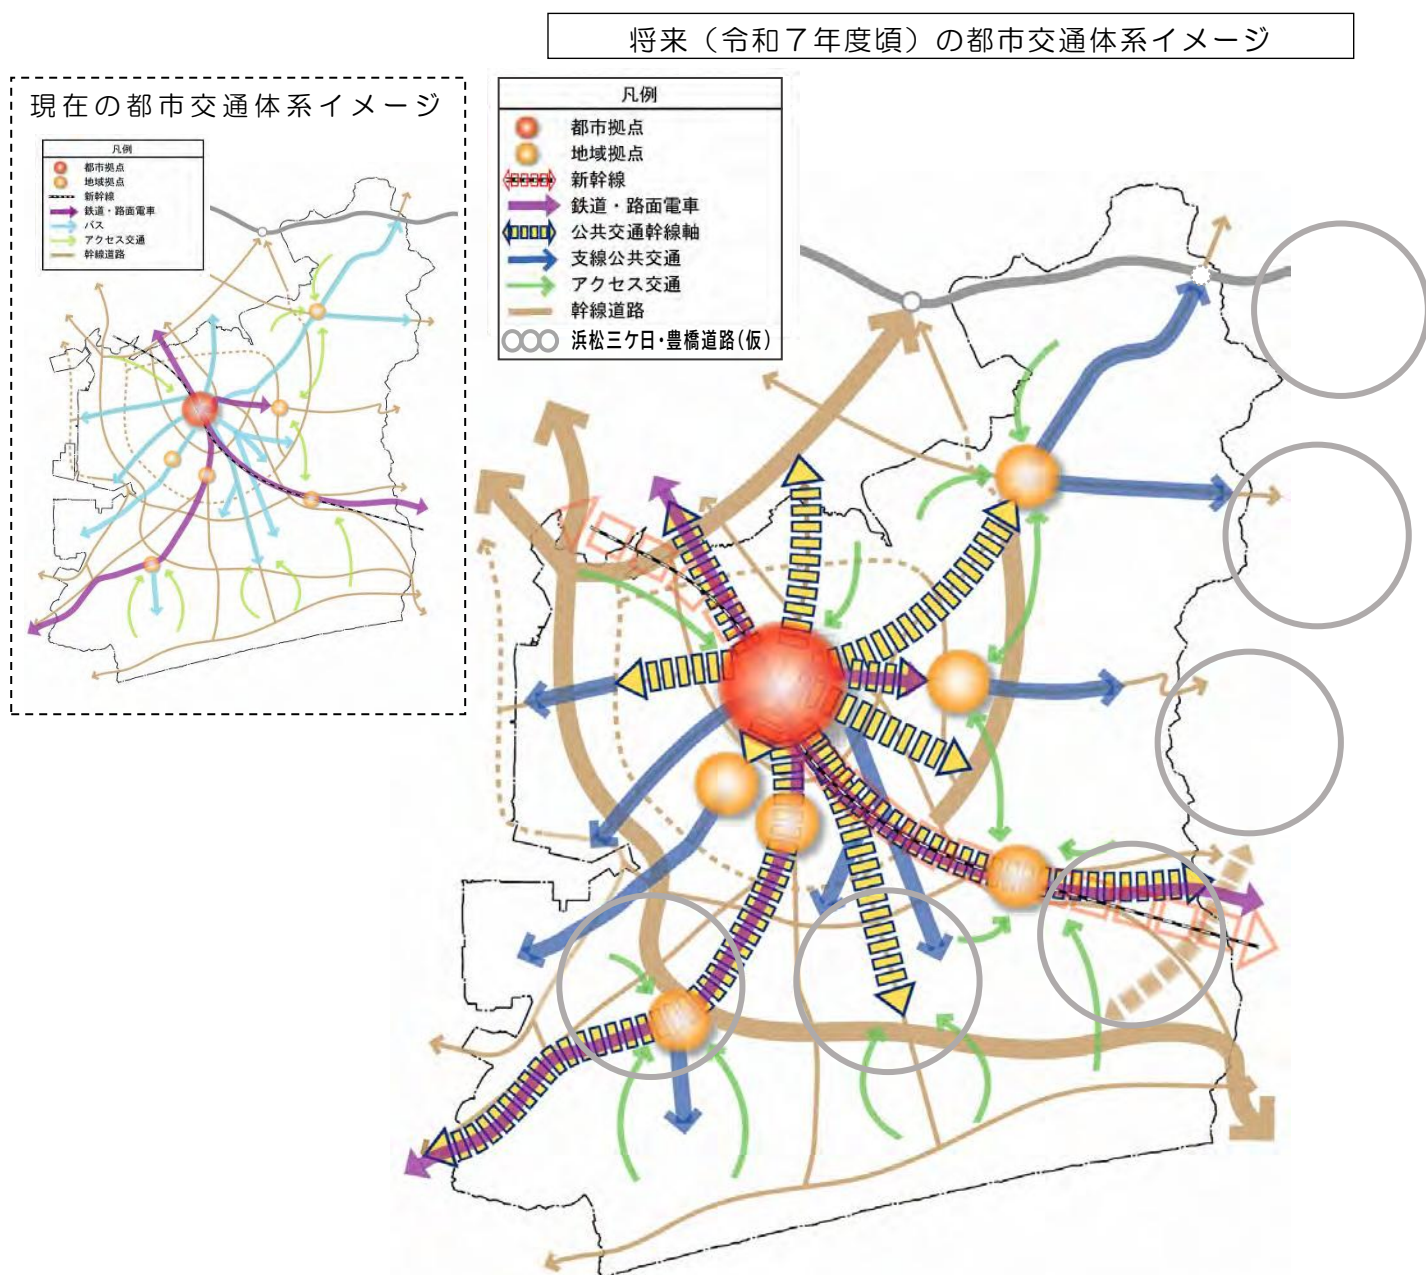 将来（令和７年度頃）の都市交通体系イメージ
現在の都市交通体系イメージ
凡例
都市拠点
地域拠点
新幹線
鉄道・路面電車
バス
アクセス交通
幹線道路
凡例
都市拠点
地域拠点
新幹線
鉄道・路面電車
公共交通幹線軸
支線公共交通
アクセス交通
幹線道路
浜松三ケ日・豊橋道路(仮)